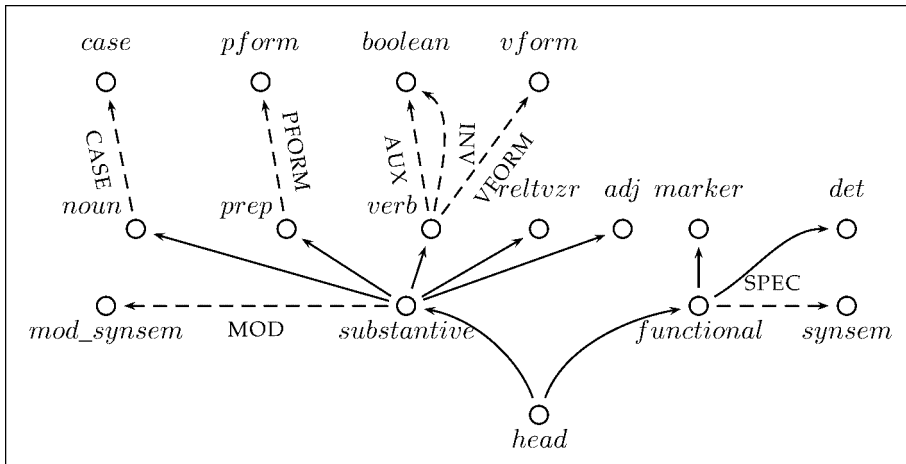 case pform boolean vform
CASE PFORM AUX INV VFORM
noun prep verb reltvzr adj marker det
MOD SPEC
mod_synsem substantive functional synsem
head